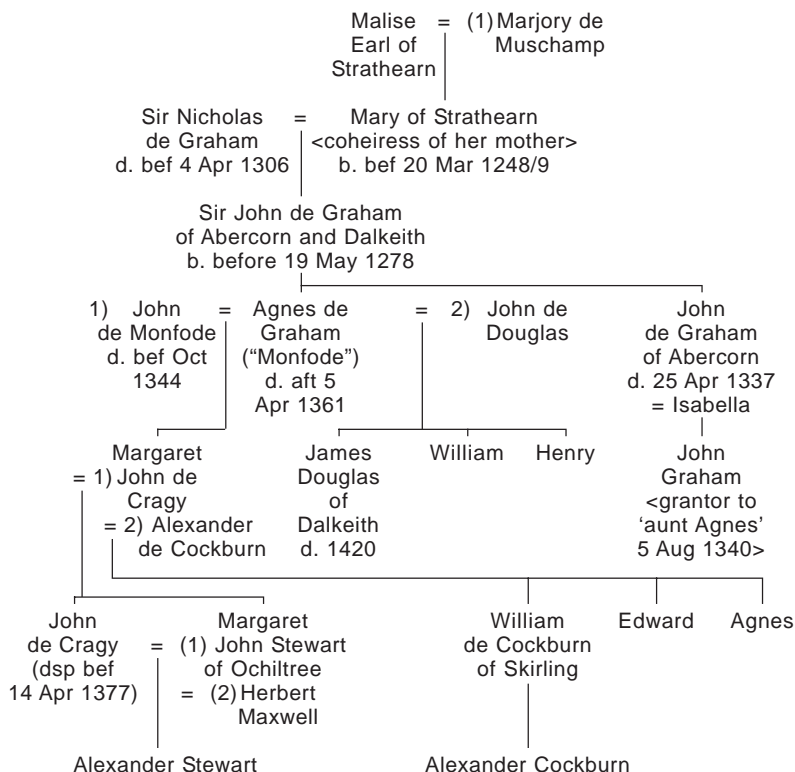 Malise = (1) Marjory de
Earl of Muschamp
Strathearn
Sir Nicholas = Mary of Strathearn
de Graham <coheiress of her mother>
d. bef 4 Apr 1306 b. bef 20 Mar 1248/9
Sir John de Graham
of Abercorn and Dalkeith
b. before 19 May 1278
1) John = Agnes de = 2) John de John
de Monfode Graham Douglas de Graham
d. bef Oct (“Monfode”) of Abercorn
1344 d. aft 5 d. 25 Apr 1337
Apr 1361 = Isabella
Margaret James William Henry John
= 1) John de Douglas Graham
Cragy of <grantor to
= 2) Alexander Dalkeith ‘aunt Agnes’
de Cockburn d. 1420 5 Aug 1340>
John Margaret William Edward Agnes
de Cragy = (1) John Stewart de Cockburn
(dsp bef of Ochiltree of Skirling
14 Apr 1377) = (2) Herbert
Maxwell
Alexander Stewart Alexander Cockburn